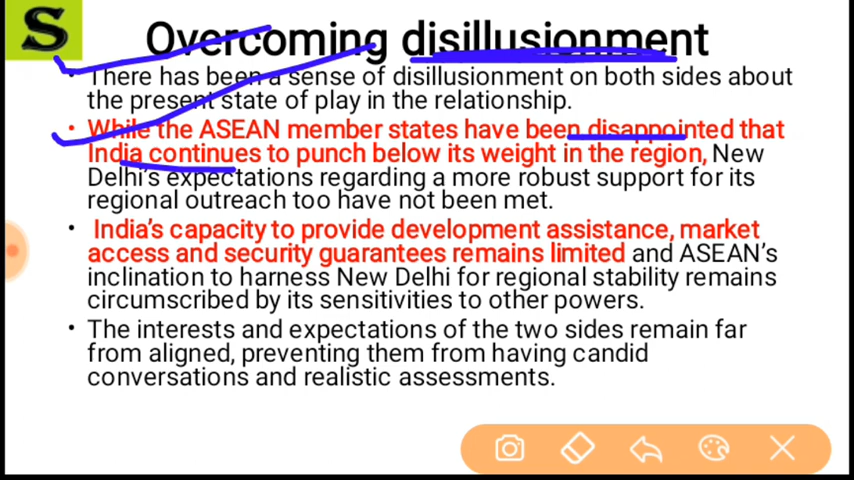 S
Overcoming disillusionment
• There has been a sense of disillusionment on both sides about
the present state of play in the relationship.
• While the ASEAN member states have been disappointed that
India continues to punch below its weight in the region, New
Delhi's expectations regarding a more robust support for its
regional outreach too have not been met.
• India's capacity to provide development assistance, market
access and security guarantees remains limited and ASEAN's
inclination to harness New Delhi for regional stability remains
circumscribed by its sensitivities to other powers.
• The interests and expectations of the two sides remain far
from aligned, preventing them from having candid
conversations and realistic assessments.